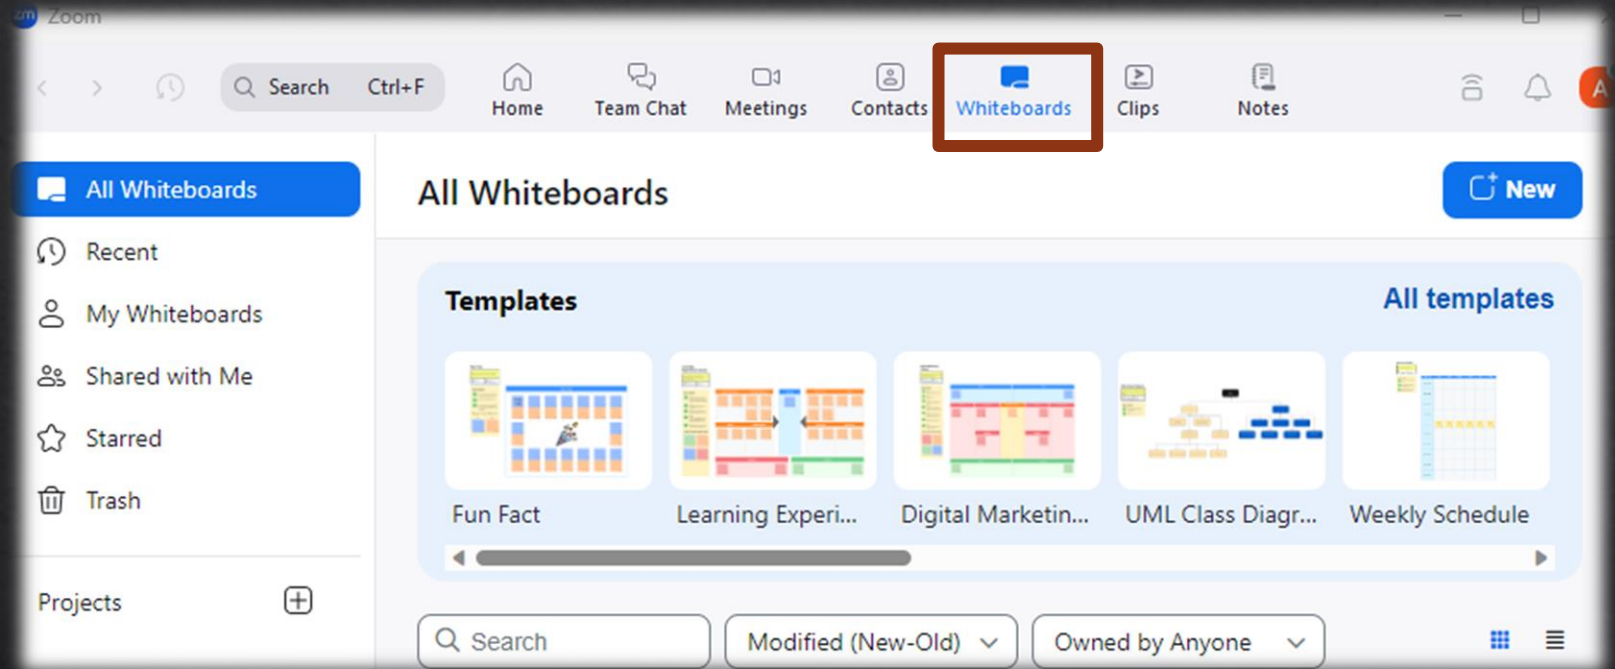 zm Zoom
Search Ctrl+F
Home Team Chat Meetings Contacts Whiteboards Clips Notes
A
All Whiteboards
Recent
My Whiteboards
Shared with Me
Starred
Trash
Projects
All Whiteboards
New
Templates All templates
Fun Fact Learning Experi... Digital Marketin... UML Class Diagr... Weekly Schedule
Search Modified (New-Old) Owned by Anyone